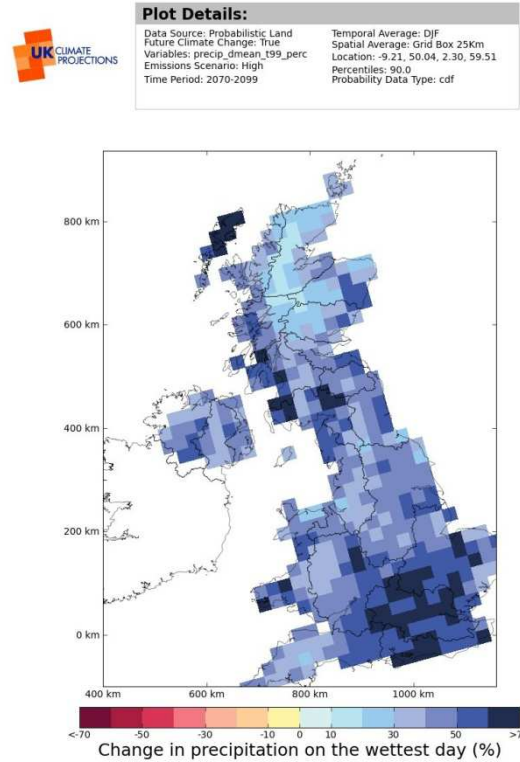 UK CLIMATE
PROJECTIONS
Plot Details:
Data Source: Probabilistic Land
Future Climate Change: True
Variables: precip_dmean_t99_perc
Emissions Scenario: High
Time Period: 2070-2099
Temporal Average: DJF
Spatial Average: Grid Box 25Km
Location: -9.21, 50.04, 2.30, 59.51
Percentiles: 90.0
Probability Data Type: cdf
800 km
600 km
400 km
200 km
0 km
400 km 600 km 800 km 1000 km
<-70 -50 -30 -10 0 10 30 50 >7
Change in precipitation on the wettest day (%)